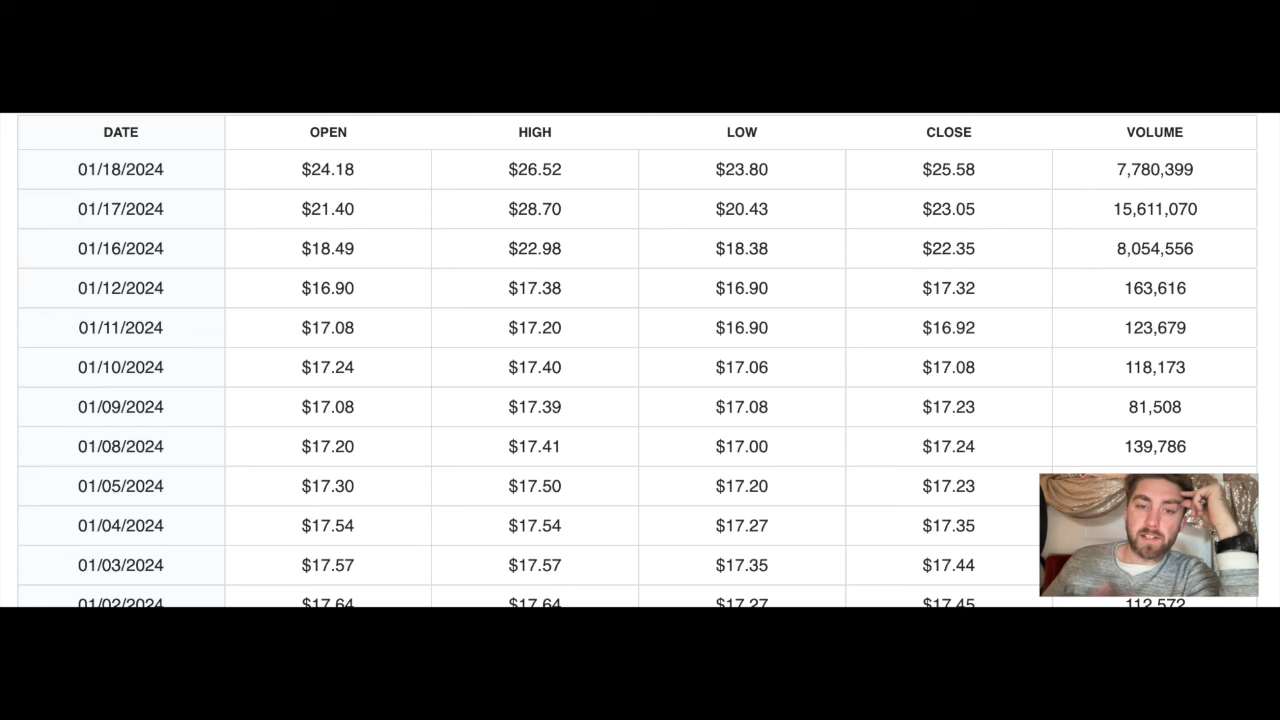 DATE OPEN HIGH LOW CLOSE VOLUME
01/18/2024 $24.18 $26.52 $23.80 $25.58 7,780,399
01/17/2024 $21.40 $28.70 $20.43 $23.05 15,611,070
01/16/2024 $18.49 $22.98 $18.38 $22.35 8,054,556
01/12/2024 $16.90 $17.38 $16.90 $17.32 163,616
01/11/2024 $17.08 $17.20 $16.90 $16.92 123,679
01/10/2024 $17.24 $17.40 $17.06 $17.08 118,173
01/09/2024 $17.08 $17.39 $17.08 $17.23 81,508
01/08/2024 $17.20 $17.41 $17.00 $17.24 139,786
01/05/2024 $17.30 $17.50 $17.20 $17.23
01/04/2024 $17.54 $17.54 $17.27 $17.35
01/03/2024 $17.57 $17.57 $17.35 $17.44
01/02/2024 $17.64 $17.64 $17.27 $17.45 112,572